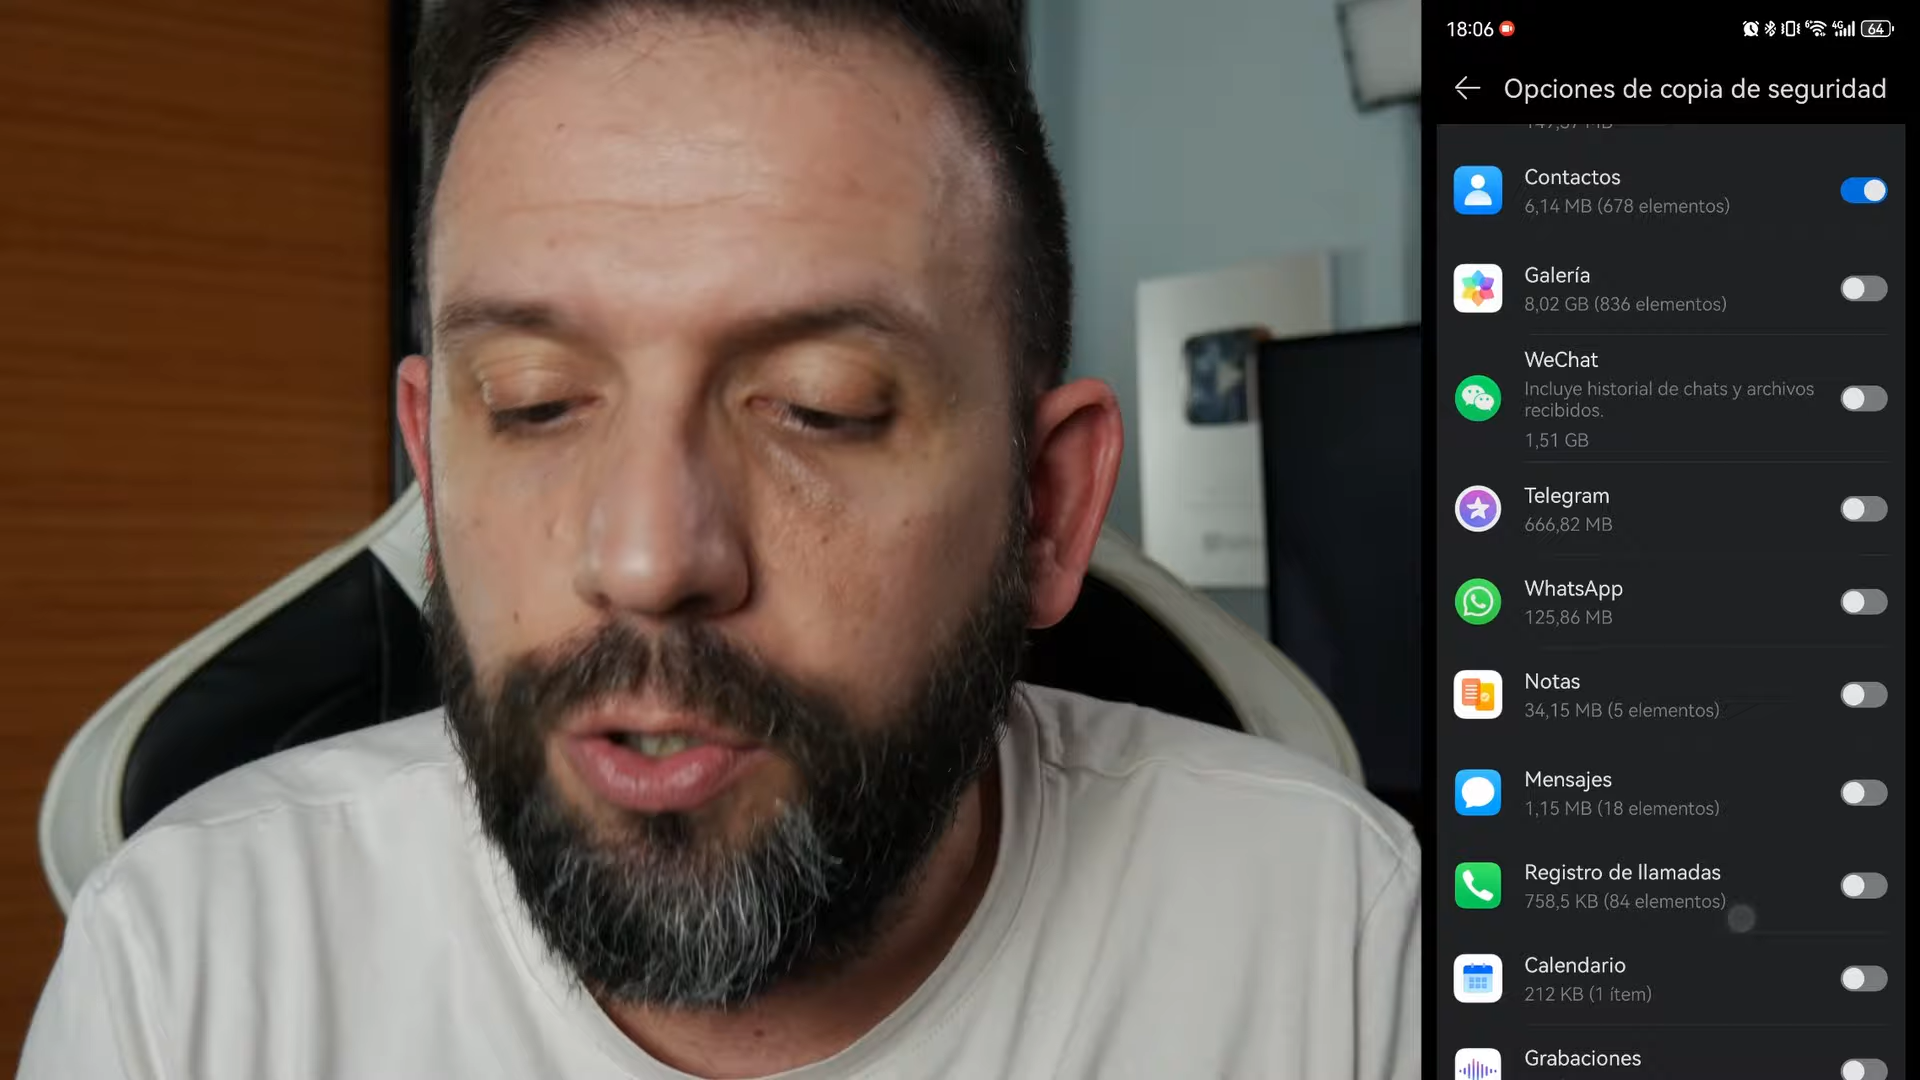 18:06
4G
64
Opciones de copia de seguridad
Contactos
6,14 MB (678 elementos)
Galería
8,02 GB (836 elementos)
WeChat
Incluye historial de chats y archivos
recibidos.
1,51 GB
Telegram
666,82 MB
WhatsApp
125,86 MB
Notas
34,15 MB (5 elementos)
Mensajes
1,15 MB (18 elementos)
Registro de llamadas
758,5 KB (84 elementos)
Calendario
212 KB (1 ítem)
Grabaciones